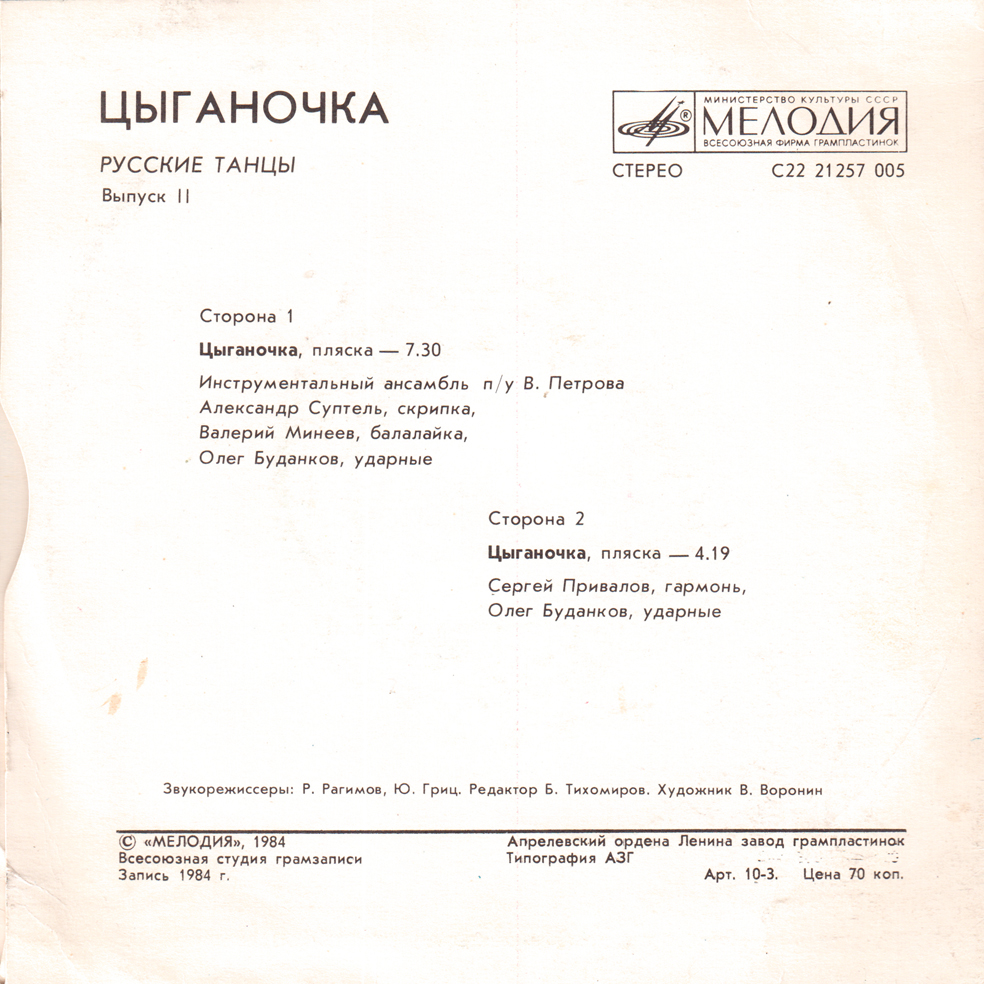 ЦЫГАНОЧКА
РУССКИЕ ТАНЦЫ
Выпуск II
МИНИСТЕРСТВО КУЛЬТУРЫ СССР
®
МЕЛОДИЯ
ВСЕСОЮЗНАЯ ФИРМА ГРАМПЛАСТИНОК
СТЕРЕО С22 21257 005
Сторона 1
Цыганочка, пляска — 7.30
Инструментальный ансамбль п/у В. Петрова
Александр Суптель, скрипка,
Валерий Минеев, балалайка,
Олег Буданков, ударные
Сторона 2
Цыганочка, пляска — 4.19
Сергей Привалов, гармонь,
Олег Буданков, ударные
Звукорежиссеры: Р. Рагимов, Ю. Гриц. Редактор Б. Тихомиров. Художник В. Воронин
© «МЕЛОДИЯ», 1984
Всесоюзная студия грамзаписи
Запись 1984 г.
Апрелевский ордена Ленина завод грампластинок
Типография АЗГ
Арт. 10-3. Цена 70 коп.